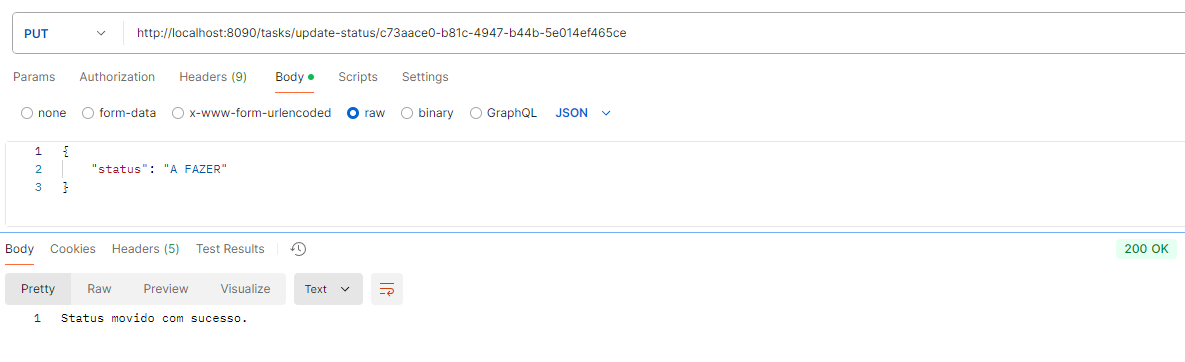 PUT http://localhost:8090/tasks/update-status/c73aace0-b81c-4947-b44b-5e014ef465ce
Params Authorization Headers (9) Body Scripts Settings
none form-data x-www-form-urlencoded raw binary GraphQL JSON
1 {
2 "status": "A FAZER"
3 }
Body Cookies Headers (5) Test Results 200 OK
Pretty Raw Preview Visualize Text
1 Status movido com sucesso.